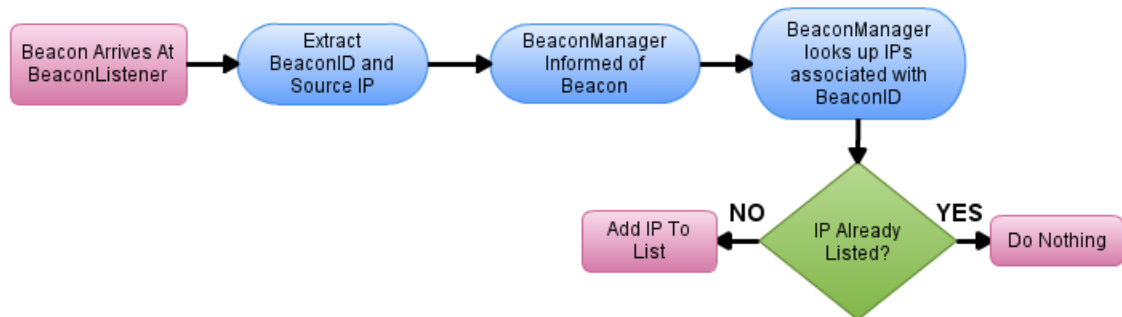 Beacon Arrives At
BeaconListener
Extract
BeaconID and
Source IP
BeaconManager
Informed of
Beacon
BeaconManager
looks up IPs
associated with
BeaconID
NO
YES
Add IP To
List
IP Already
Listed?
Do Nothing